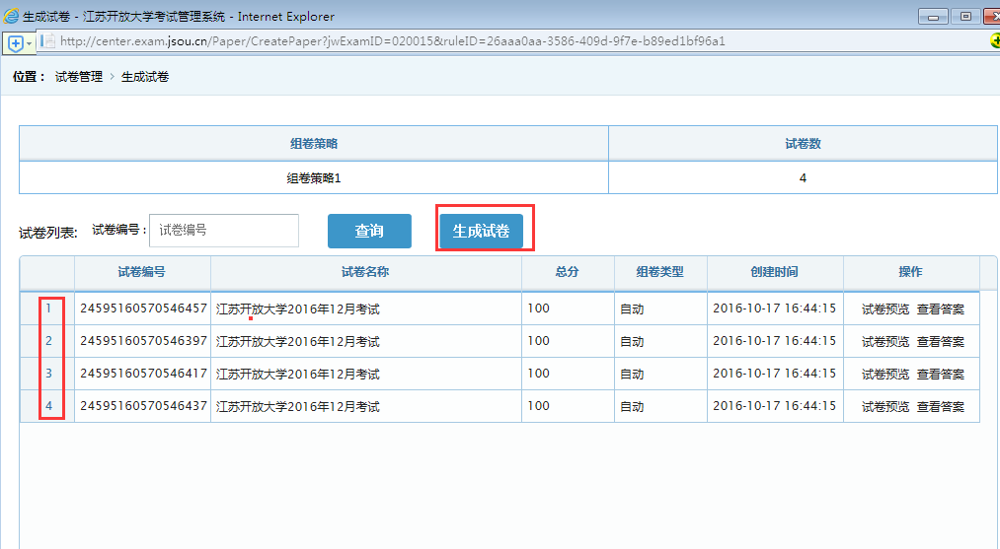 生成试卷 - 江苏开放大学考试管理系统 - Internet Explorer
http://center.exam.jsou.cn/Paper/CreatePaper?jwExamID=020015&ruleID=26aaa0aa-3586-409d-9f7e-b89ed1bf96a1
位置： 试卷管理 > 生成试卷
组卷策略 试卷数
组卷策略1 4
试卷列表: 试卷编号： 试卷编号 查询 生成试卷
试卷编号 试卷名称 总分 组卷类型 创建时间 操作
1 24595160570546457 江苏开放大学2016年12月考试 100 自动 2016-10-17 16:44:15 试卷预览 查看答案
2 24595160570546397 江苏开放大学2016年12月考试 100 自动 2016-10-17 16:44:15 试卷预览 查看答案
3 24595160570546417 江苏开放大学2016年12月考试 100 自动 2016-10-17 16:44:15 试卷预览 查看答案
4 24595160570546437 江苏开放大学2016年12月考试 100 自动 2016-10-17 16:44:15 试卷预览 查看答案